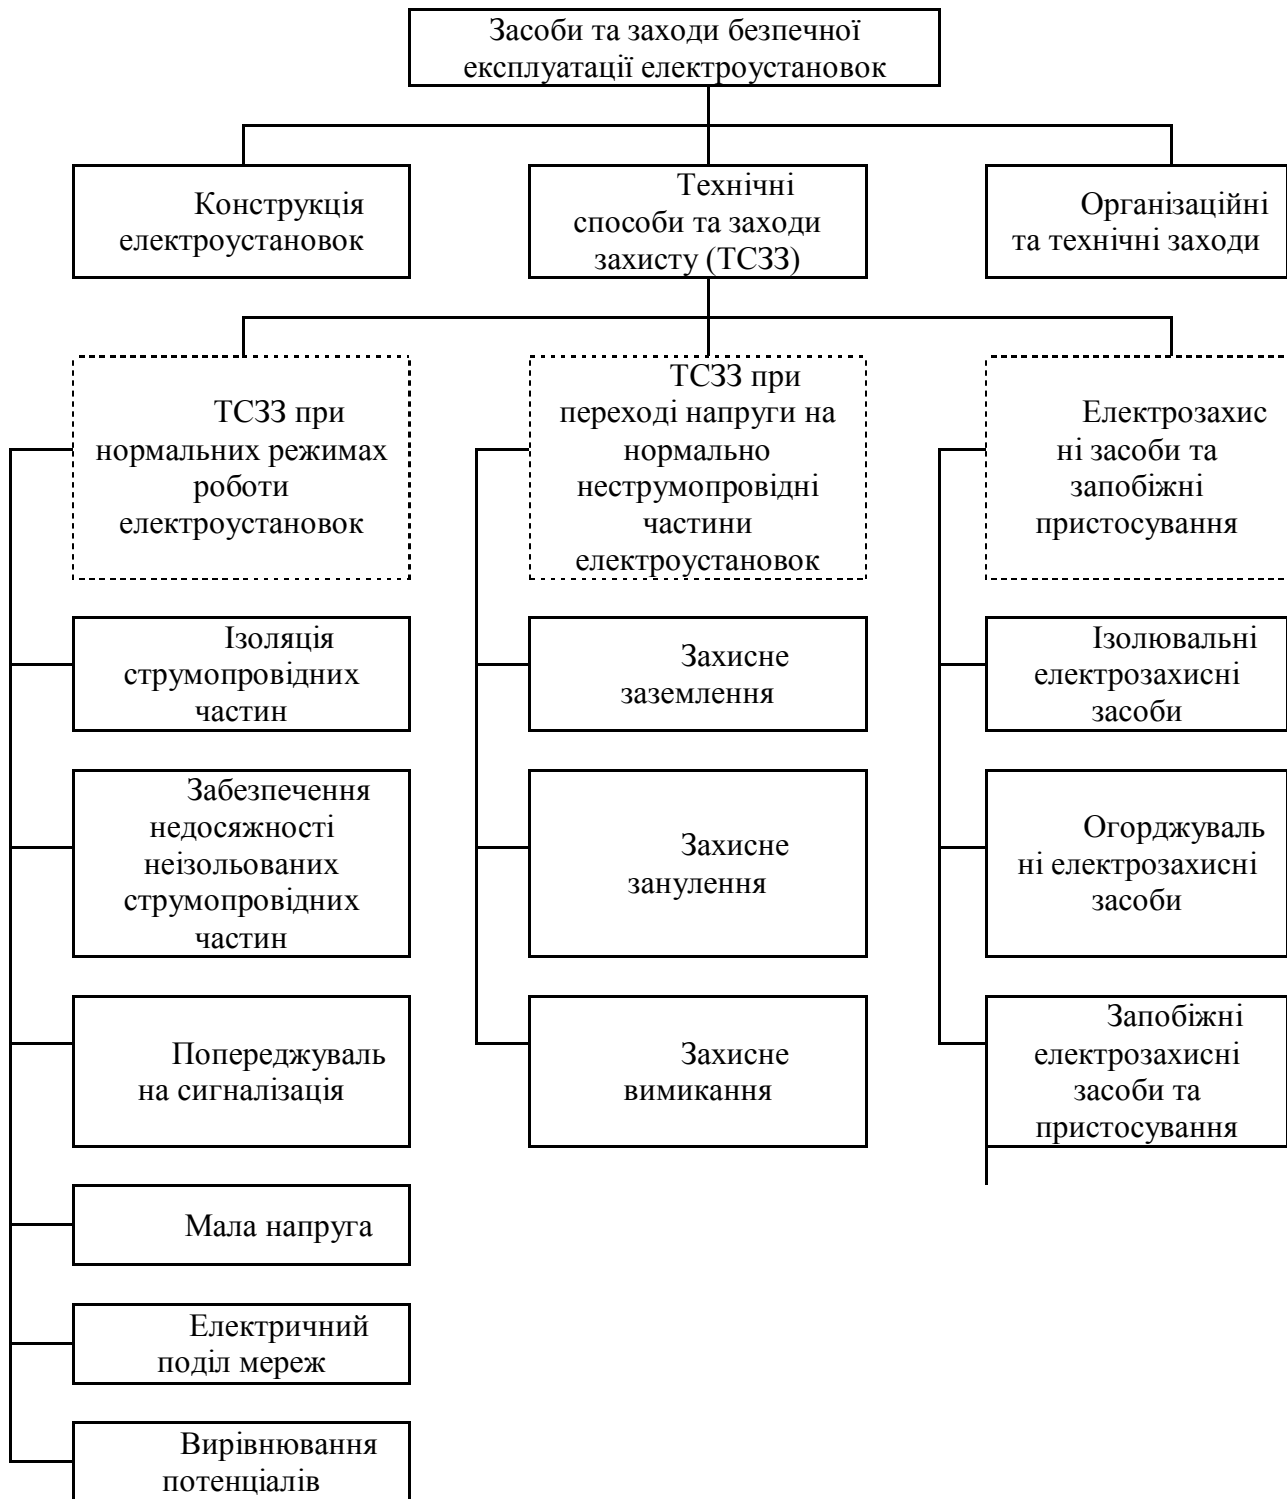 Засоби та заходи безпечної
експлуатації електроустановок
Конструкція
електроустановок
Технічні
способи та заходи
захисту (ТСЗЗ)
Організаційні
та технічні заходи
ТСЗЗ при
нормальних режимах
роботи
електроустановок
ТСЗЗ при
переході напруги на
нормально
неструмопровідні
частини
електроустановок
Електрозахис
ні засоби та
запобіжні
пристосування
Ізоляція
струмопровідних
частин
Захисне
заземлення
Ізолювальні
електрозахисні
засоби
Забезпечення
недосяжності
неізольованих
струмопровідних
частин
Захисне
занулення
Огорджуваль
ні електрозахисні
засоби
Попереджуваль
на сигналізація
Захисне
вимикання
Запобіжні
електрозахисні
засоби та
пристосування
Мала напруга
Електричний
поділ мереж
Вирівнювання
потенціалів